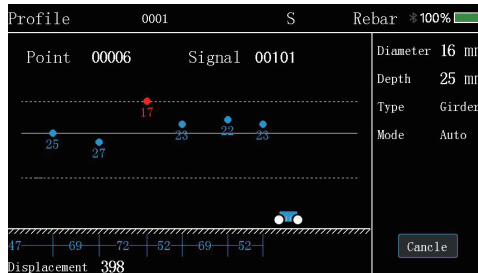 Profile 0001 S Rebar 100%
Point 00006 Signal 00101
Diameter 16 mm
Depth 25 mm
Type Girder
Mode Auto
17
25 27 23 22 23
47 69 72 52 69 52
Cancle
Displacement 398